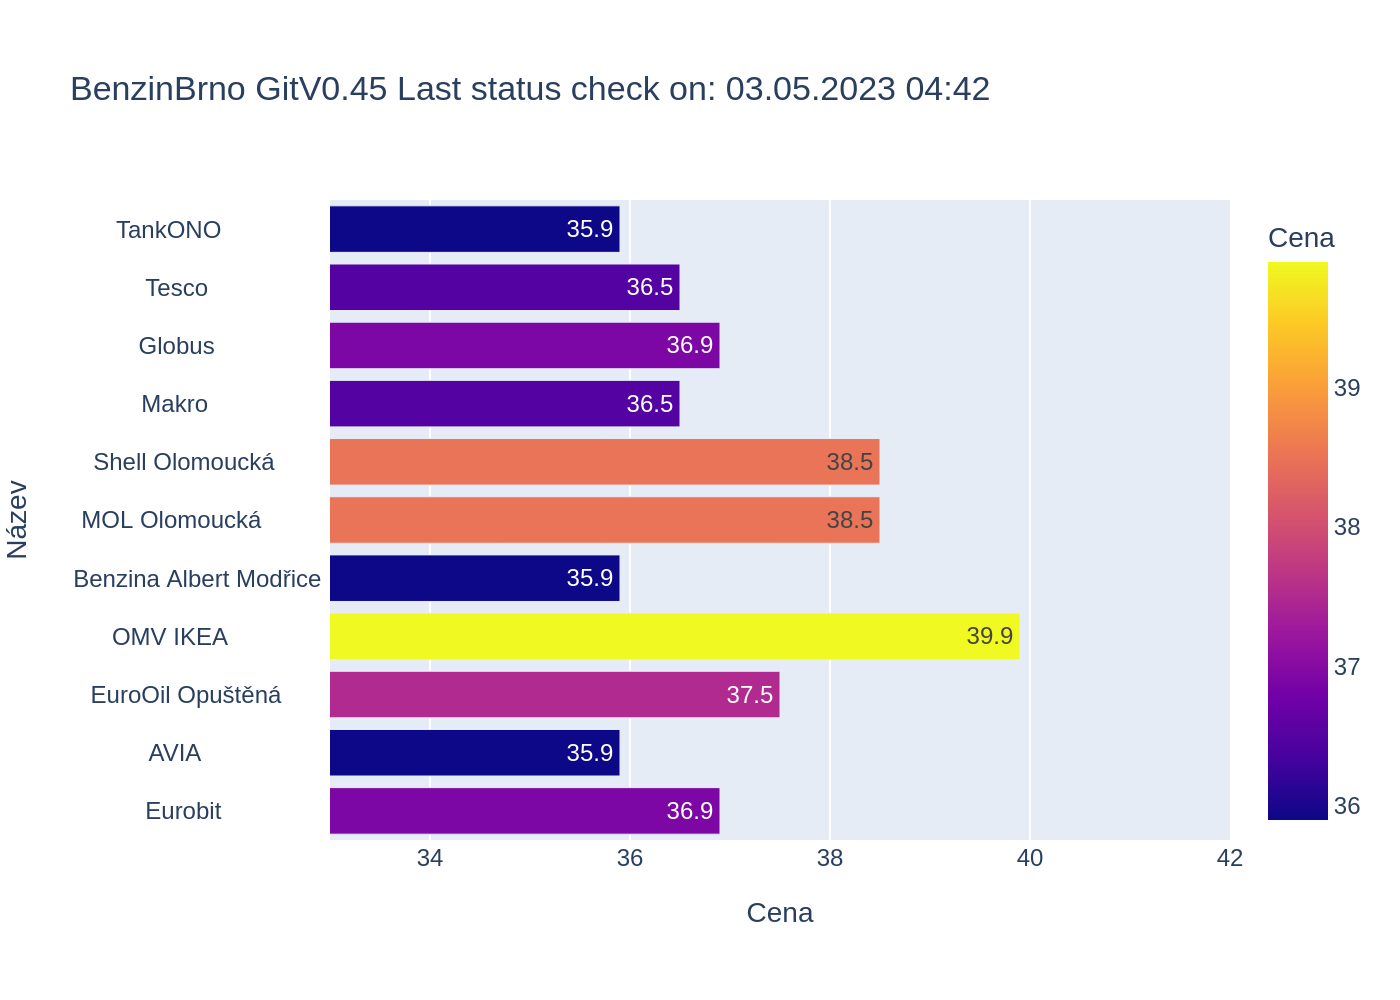 BenzinBrno GitV0.45 Last status check on: 03.05.2023 04:42
Název
TankONO 35.9
Tesco 36.5
Globus 36.9
Makro 36.5
Shell Olomoucká 38.5
MOL Olomoucká 38.5
Benzina Albert Modřice 35.9
OMV IKEA 39.9
EuroOil Opuštěná 37.5
AVIA 35.9
Eurobit 36.9
34 36 38 40 42
Cena
Cena
39
38
37
36